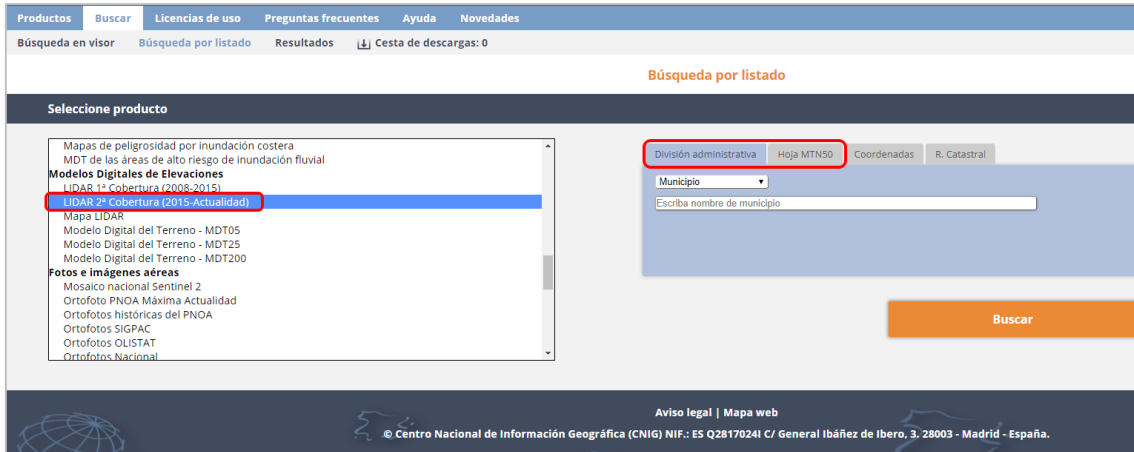 Productos Buscar Licencias de uso Preguntas frecuentes Ayuda Novedades
Búsqueda en visor Búsqueda por listado Resultados Cesta de descargas: 0
Búsqueda por listado
Seleccione producto
Mapas de peligrosidad por inundación costera
MDT de las áreas de alto riesgo de inundación fluvial
Modelos Digitales de Elevaciones
LIDAR 1ª Cobertura (2008-2015)
LIDAR 2ª Cobertura (2015-Actualidad)
Mapa LIDAR
Modelo Digital del Terreno - MDT05
Modelo Digital del Terreno - MDT25
Modelo Digital del Terreno - MDT200
Fotos e imágenes aéreas
Mosaico nacional Sentinel 2
Ortofoto PNOA Máxima Actualidad
Ortofotos históricas del PNOA
Ortofotos SIGPAC
Ortofotos OLISTAT
Ortofotos Nacional
División administrativa Hoja MTN50 Coordenadas R. Catastral
Municipio
Escriba nombre de municipio
Buscar
Aviso legal | Mapa web
© Centro Nacional de Información Geográfica (CNIG) NIF.: ES Q2817024I C/ General Ibáñez de Ibero, 3. 28003 - Madrid - España.